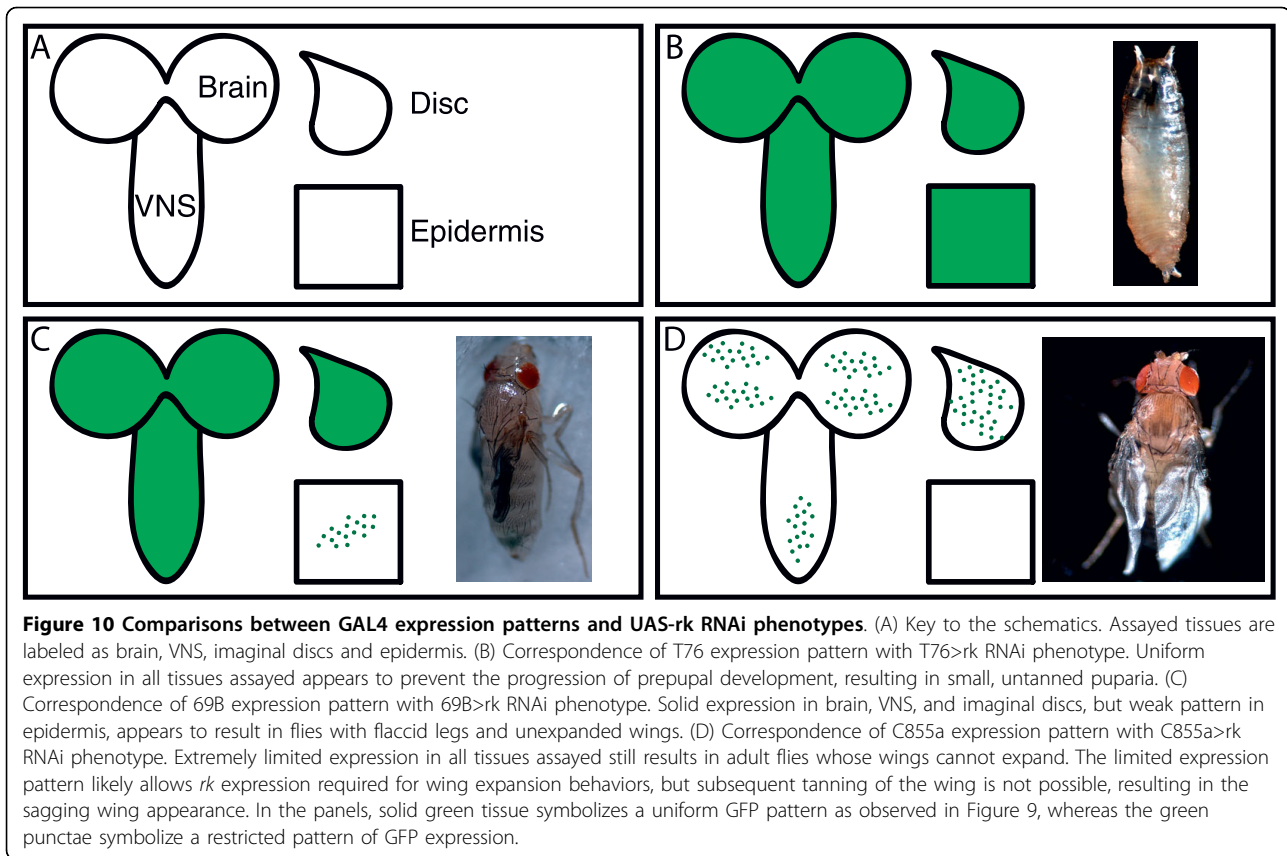 A
Brain
Disc
VNS
Epidermis
B
C
D
Figure 10 Comparisons between GAL4 expression patterns and UAS-rk RNAi phenotypes. (A) Key to the schematics. Assayed tissues are
labeled as brain, VNS, imaginal discs and epidermis. (B) Correspondence of T76 expression pattern with T76>rk RNAi phenotype. Uniform
expression in all tissues assayed appears to prevent the progression of prepupal development, resulting in small, untanned puparia. (C)
Correspondence of 69B expression pattern with 69B>rk RNAi phenotype. Solid expression in brain, VNS, and imaginal discs, but weak pattern in
epidermis, appears to result in flies with flaccid legs and unexpanded wings. (D) Correspondence of C855a expression pattern with C855a>rk
RNAi phenotype. Extremely limited expression in all tissues assayed still results in adult flies whose wings cannot expand. The limited expression
pattern likely allows rk expression required for wing expansion behaviors, but subsequent tanning of the wing is not possible, resulting in the
sagging wing appearance. In the panels, solid green tissue symbolizes a uniform GFP pattern as observed in Figure 9, whereas the green
punctae symbolize a restricted pattern of GFP expression.